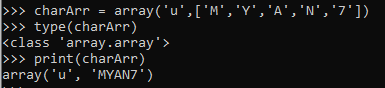 >>> charArr = array('u',['M','Y','A','N','7'])
>>> type(charArr)
<class 'array.array'>
>>> print(charArr)
array('u', 'MYAN7')